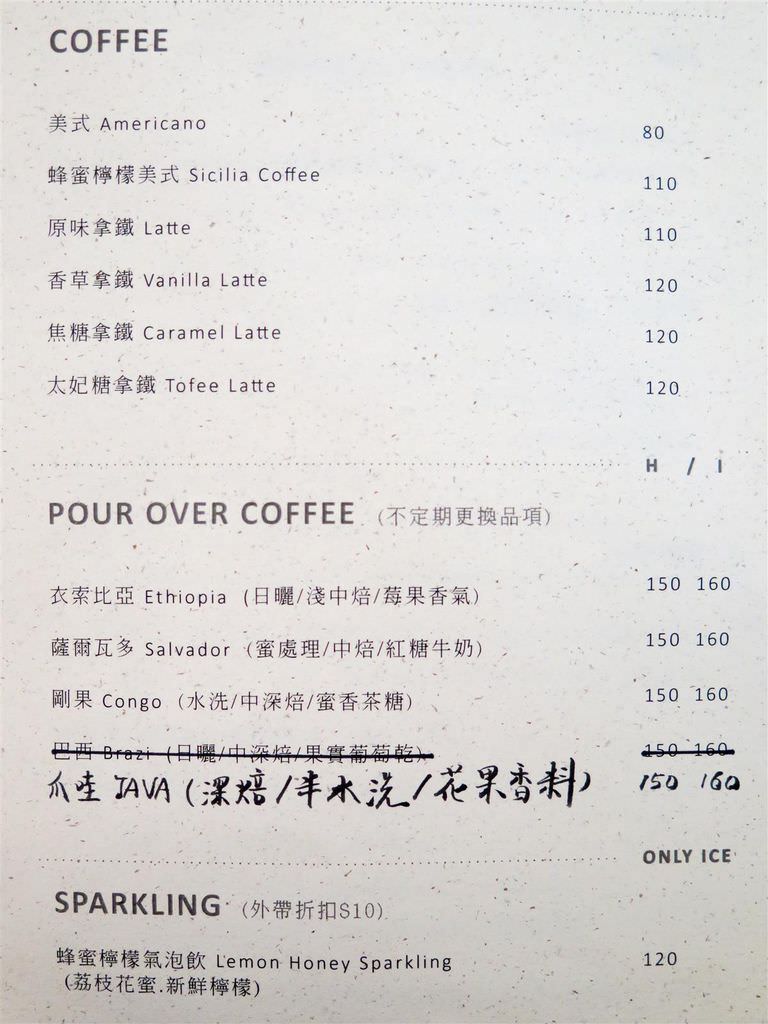 COFFEE
美式 Americano 80
蜂蜜檸檬美式 Sicilia Coffee 110
原味拿鐵 Latte 110
香草拿鐵 Vanilla Latte 120
焦糖拿鐵 Caramel Latte 120
太妃糖拿鐵 Tofee Latte 120
H / I
POUR OVER COFFEE (不定期更換品項)
衣索比亞 Ethiopia (日曬/淺中焙/莓果香氣) 150 160
薩爾瓦多 Salvador (蜜處理/中焙/紅糖牛奶) 150 160
剛果 Congo (水洗/中深焙/蜜香茶糖) 150 160
巴西 Brazi (日曬/中深焙/果實葡萄乾) 150 160
爪哇 JAVA (深焙/半水洗/花果香料) 150 160
ONLY ICE
SPARKLING (外帶折扣$10)
蜂蜜檸檬氣泡飲 Lemon Honey Sparkling 120
(荔枝花蜜.新鮮檸檬)